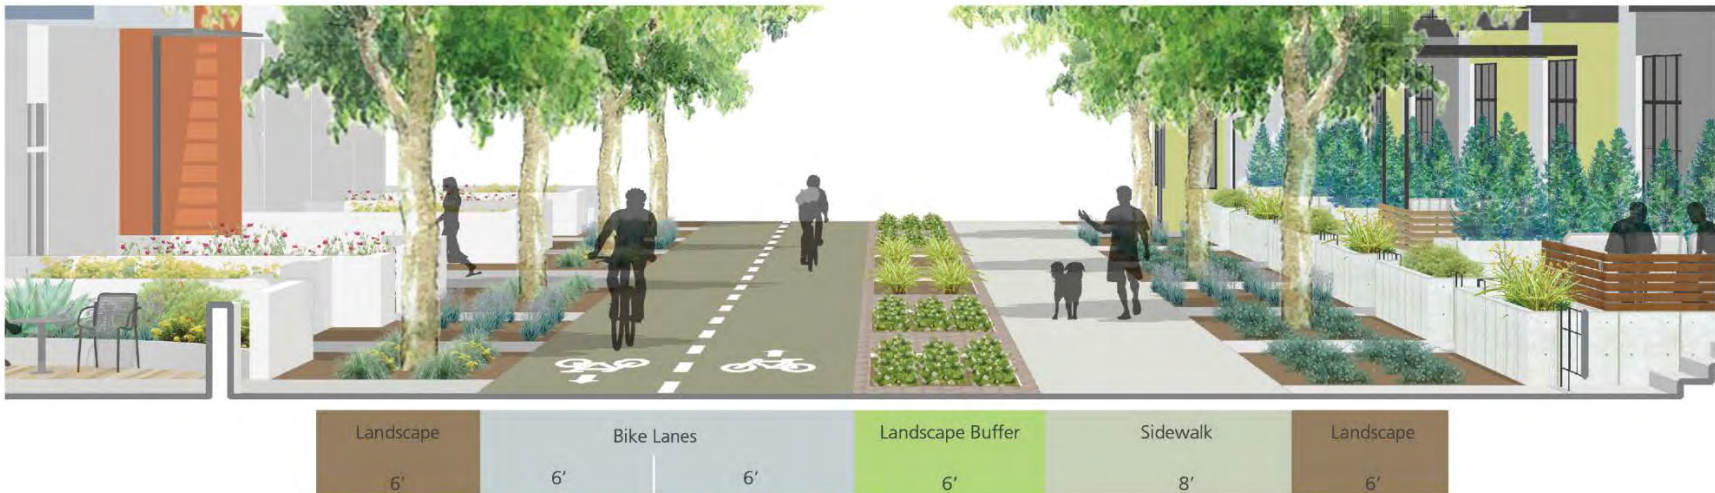 Landscape
Bike Lanes
Landscape Buffer
Sidewalk
Landscape
6’
6’
6’
6’
8’
6’